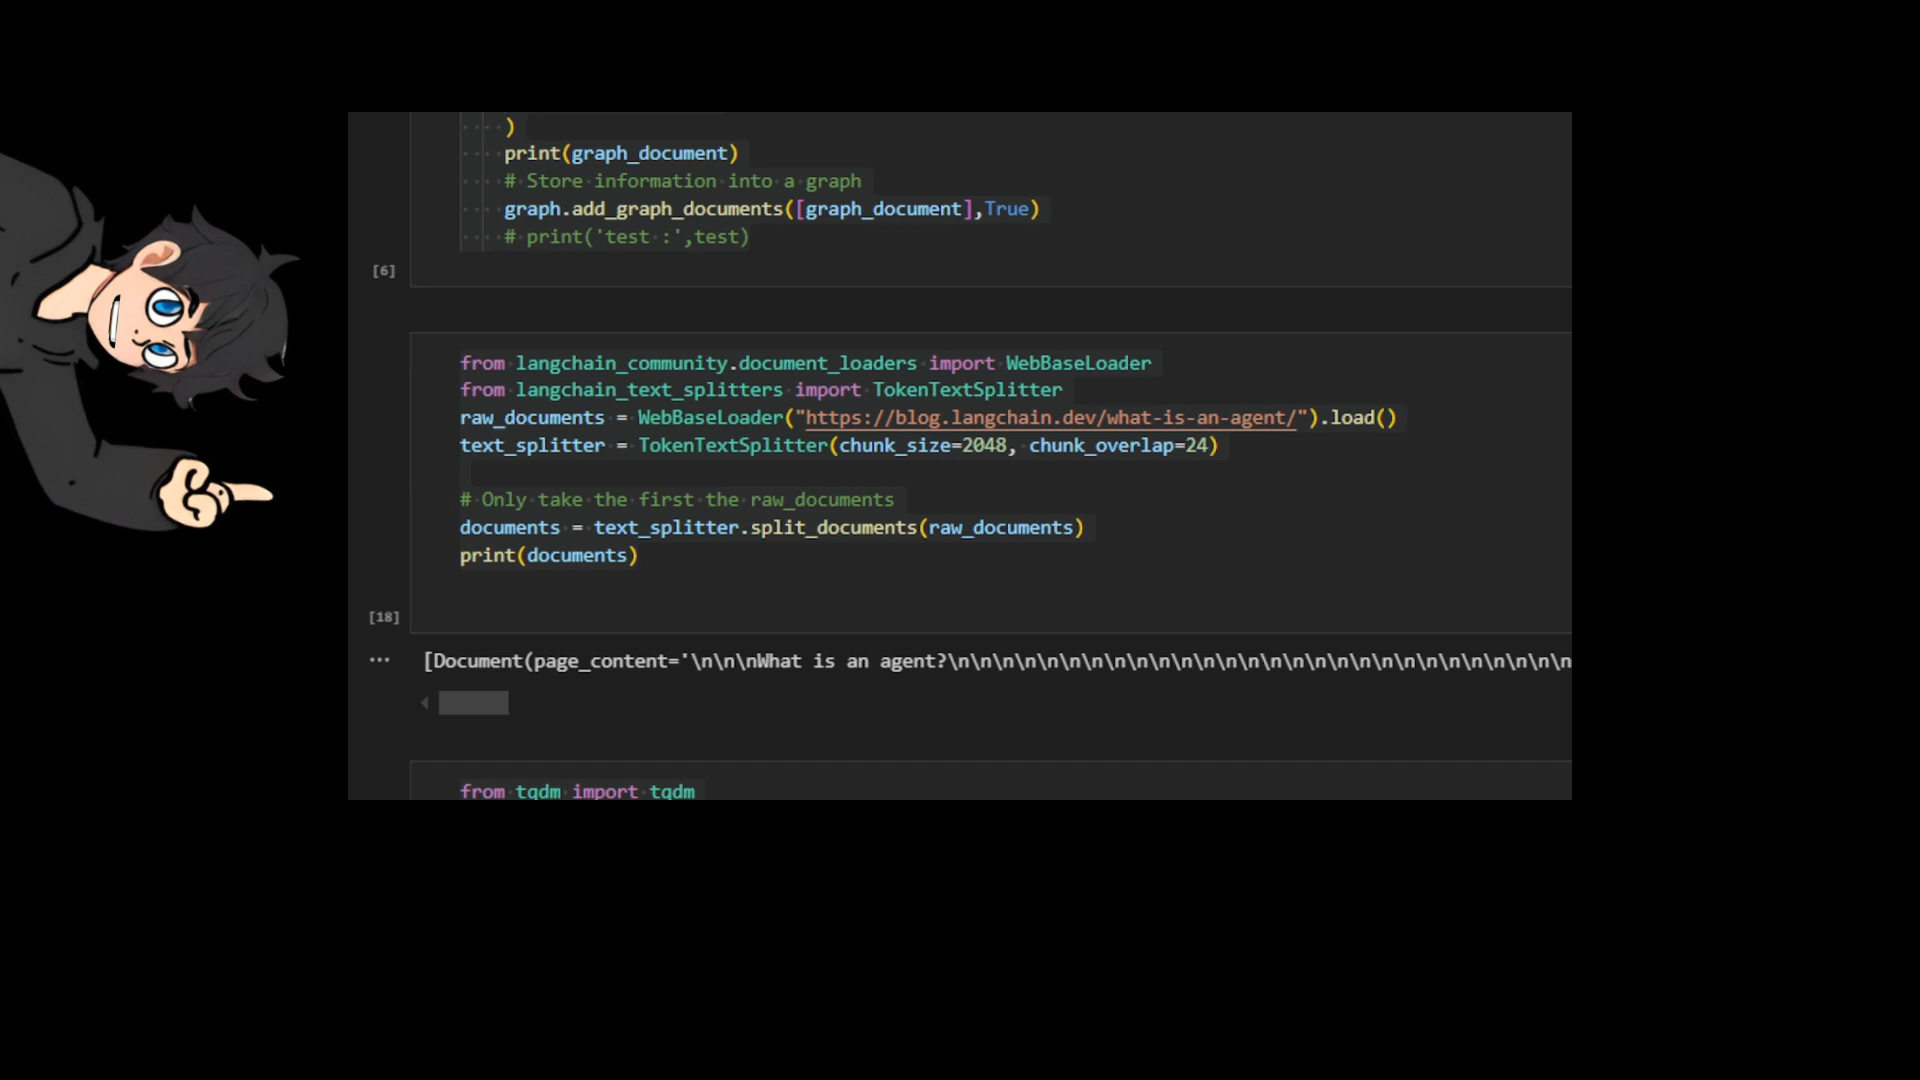 )
print(graph_document)
# Store information into a graph
graph.add_graph_documents([graph_document],True)
# print('test :',test)
[6]
from langchain_community.document_loaders import WebBaseLoader
from langchain_text_splitters import TokenTextSplitter
raw_documents = WebBaseLoader("https://blog.langchain.dev/what-is-an-agent/").load()
text_splitter = TokenTextSplitter(chunk_size=2048, chunk_overlap=24)
# Only take the first the raw_documents
documents = text_splitter.split_documents(raw_documents)
print(documents)
[18]
[Document(page_content='\n\n\nWhat is an agent?\n\n\n\n\n\n\n\n\n\n\n\n\n\n\n\n\n\n\n\n\n\n\n\n\n\n\n\n
from tqdm import tqdm